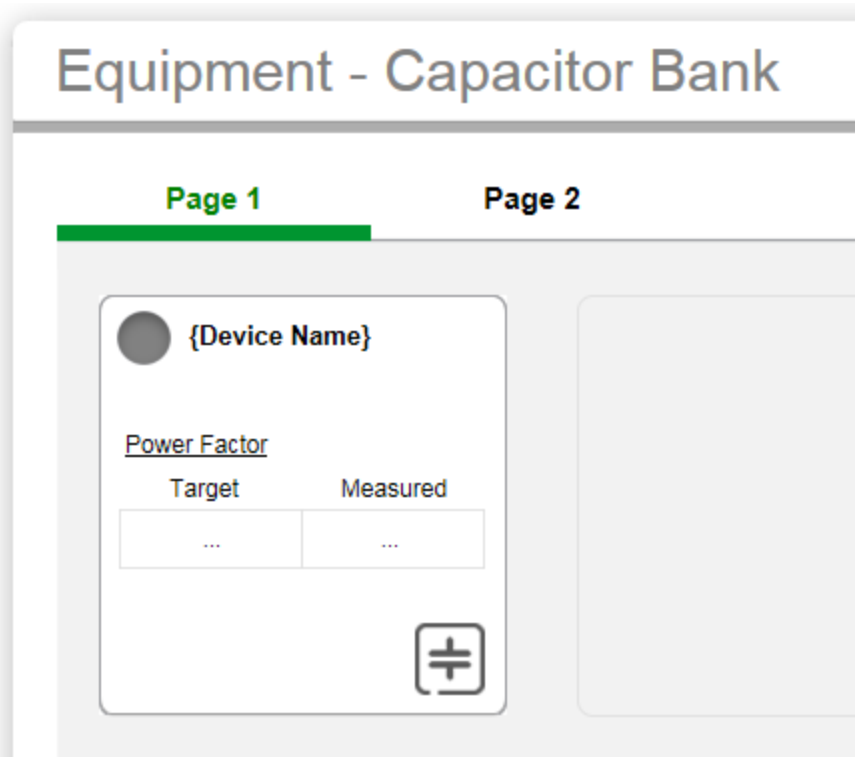 Equipment - Capacitor Bank
Page 1 Page 2
{Device Name}
Power Factor
Target Measured
... ...